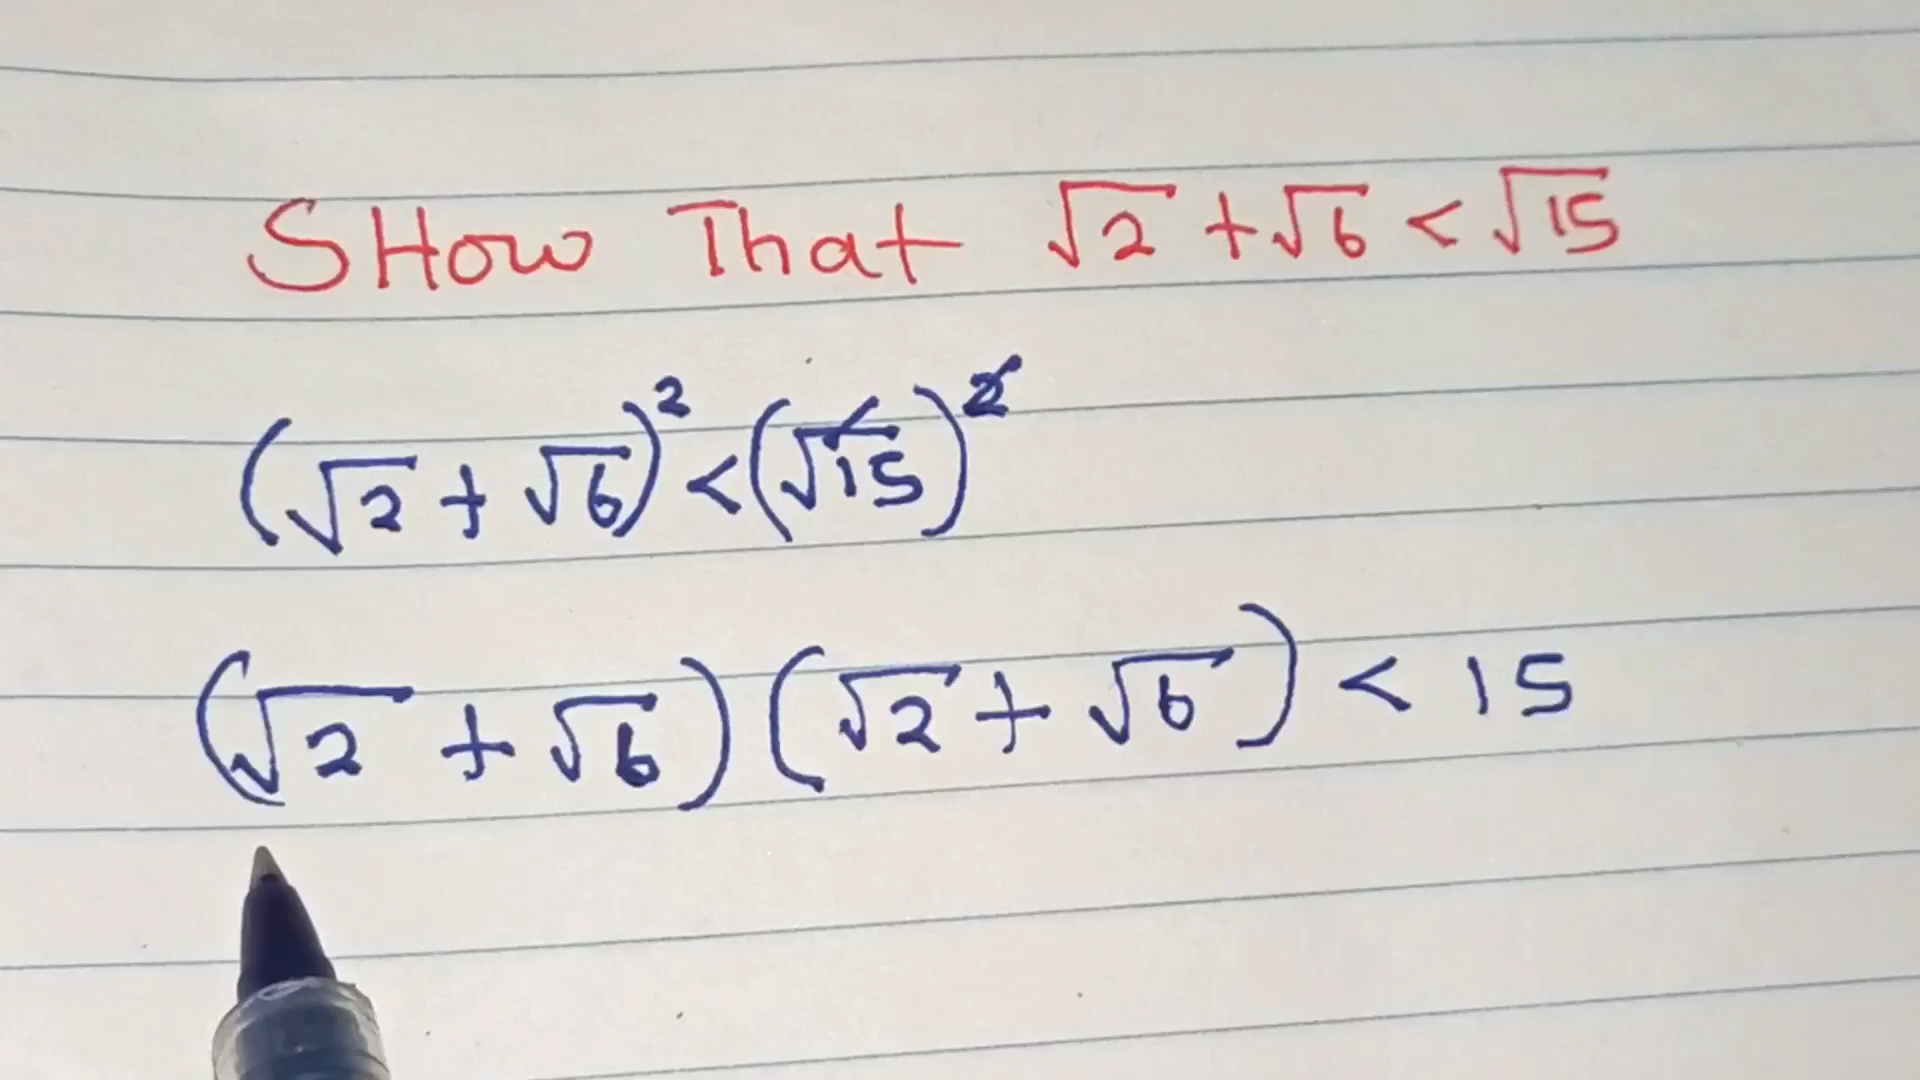 SHow That √2 + √6 < √15
(√2 + √6)² < (√15)²
(√2 + √6)(√2 + √6) < 15